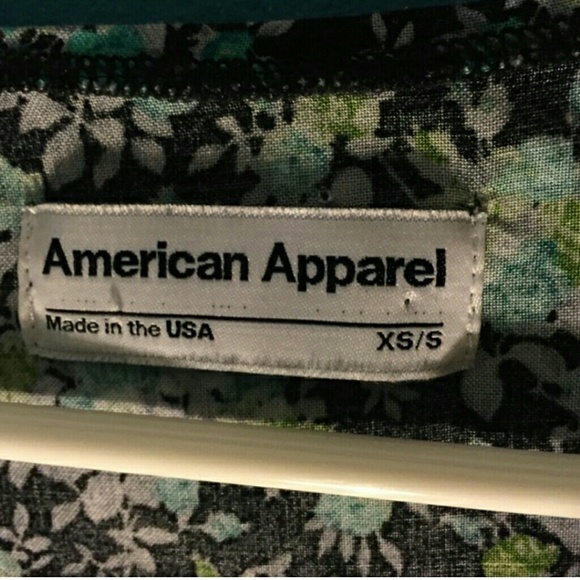 American Apparel
Made in the USA
XS/S